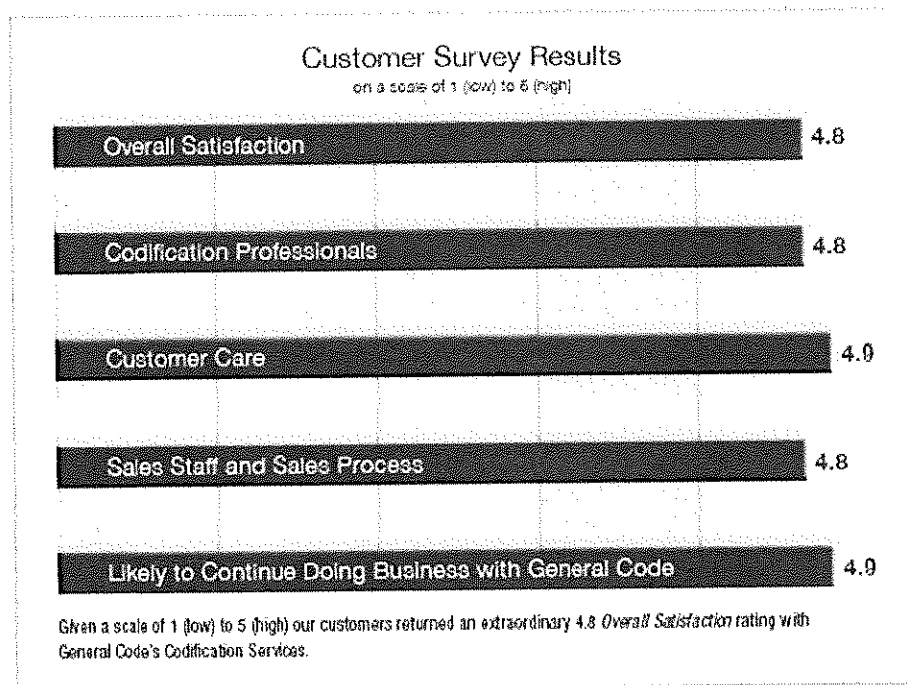 Customer Survey Results
on a scale of 1 (low) to 5 (high)
Overall Satisfaction 4.8
Codification Professionals 4.8
Customer Care 4.9
Sales Staff and Sales Process 4.8
Likely to Continue Doing Business with General Code 4.9
Given a scale of 1 (low) to 5 (high) our customers returned an extraordinary 4.8 Overall Satisfaction rating with
General Code's Codification Services.